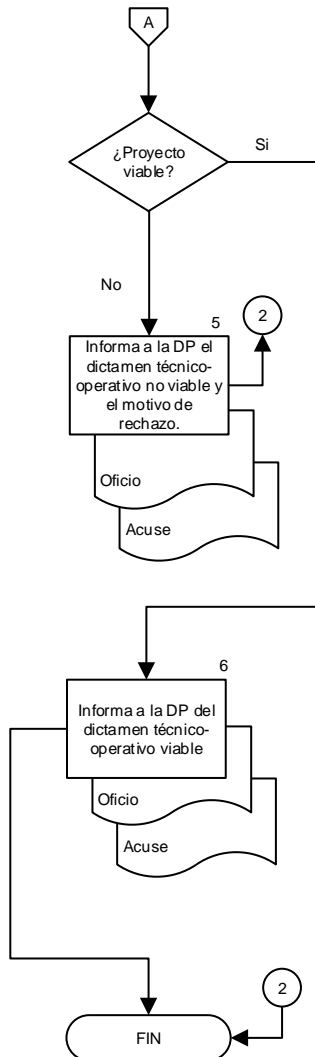 A
¿Proyecto
viable?
Si
No
5
2
Informa a la DP el
dictamen técnico-
operativo no viable y
el motivo de
rechazo.
Oficio
Acuse
6
Informa a la DP del
dictamen técnico-
operativo viable
Oficio
Acuse
2
FIN